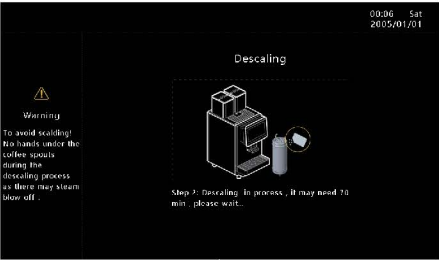 00:06 Sat
2005/01/01
Descaling
Warning
To avoid scalding!
No hands under the
coffee spouts
during the
descaling process
as there may steam
blow off .
Step 2: Descaling in process , it may need 20
min , please wait...